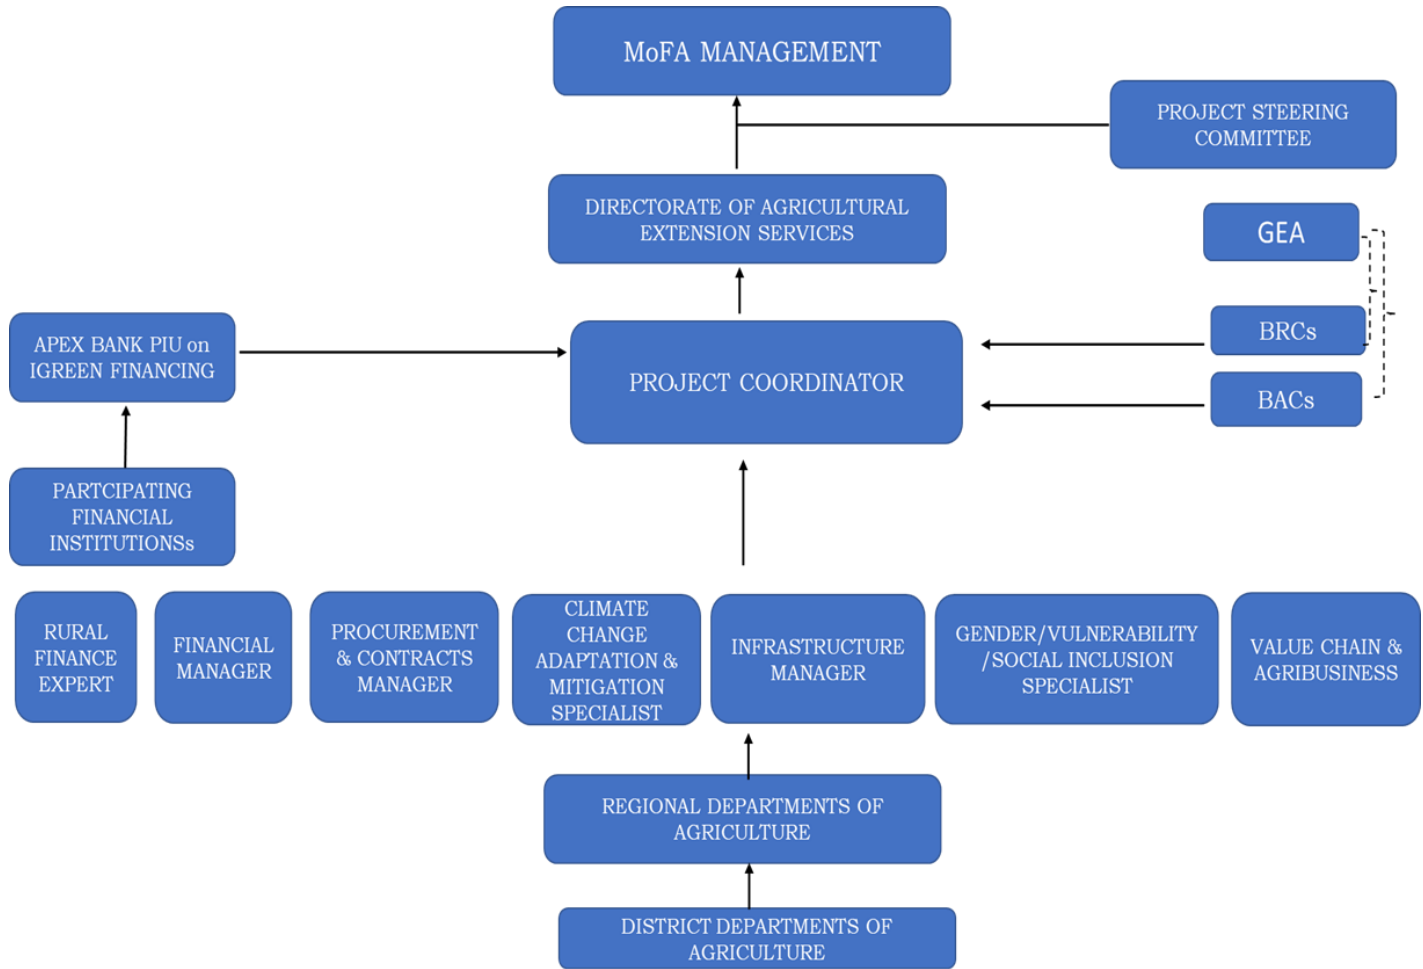 MoFA MANAGEMENT
PROJECT STEERING
COMMITTEE
DIRECTORATE OF AGRICULTURAL
EXTENSION SERVICES
GEA
APEX BANK PIU on
IGREEN FINANCING
BRCs
PROJECT COORDINATOR
BACs
PARTCIPATING
FINANCIAL
INSTITUTIONSs
RURAL
FINANCE
EXPERT
FINANCIAL
MANAGER
PROCUREMENT
& CONTRACTS
MANAGER
CLIMATE
CHANGE
ADAPTATION &
MITIGATION
SPECIALIST
INFRASTRUCTURE
MANAGER
GENDER/VULNERABILITY
/SOCIAL INCLUSION
SPECIALIST
VALUE CHAIN &
AGRIBUSINESS
REGIONAL DEPARTMENTS OF
AGRICULTURE
DISTRICT DEPARTMENTS OF
AGRICULTURE